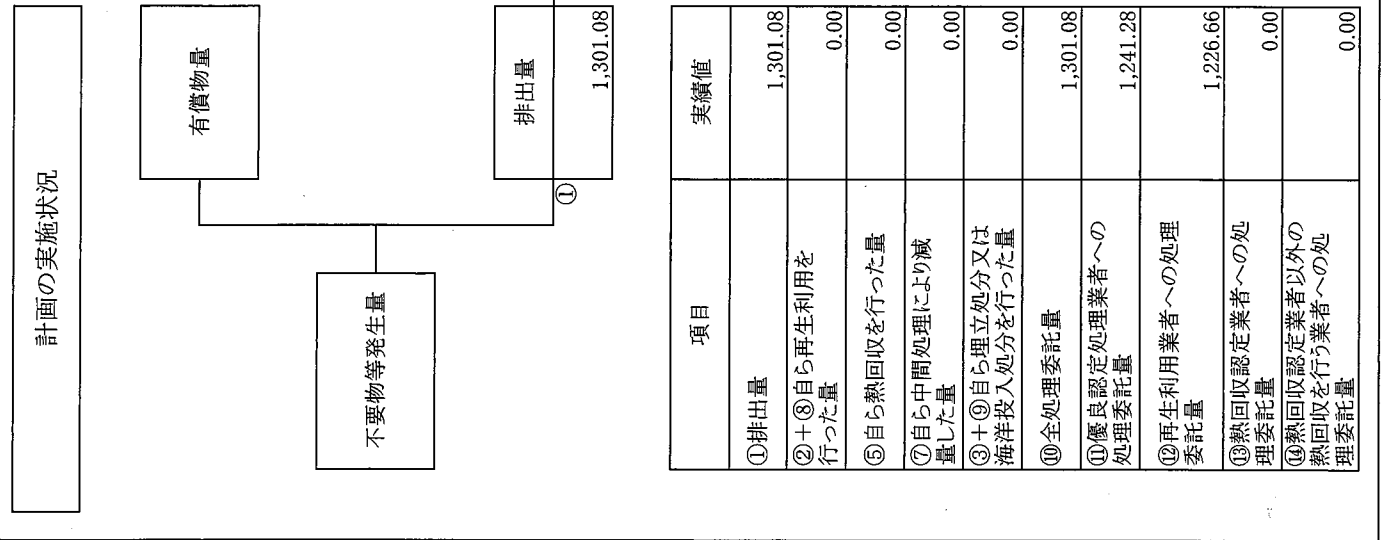 計画の実施状況
有償物量
不要物等発生量
排出量
1,301.08
①
項目
実績値
①排出量
1,301.08
②+⑧自ら再生利用を
行った量
0.00
⑤自ら熱回収を行った量
0.00
⑦自ら中間処理により減
量した量
0.00
③+⑨自ら埋立処分又は
海洋投入処分を行った量
0.00
⑩全処理委託量
1,301.08
⑪優良認定処理業者への
処理委託量
1,241.28
⑫再生利用業者への処理
委託量
1,226.66
⑬熱回収認定業者への処
理委託量
0.00
⑭熱回収認定業者以外の
熱回収を行う業者への処
理委託量
0.00